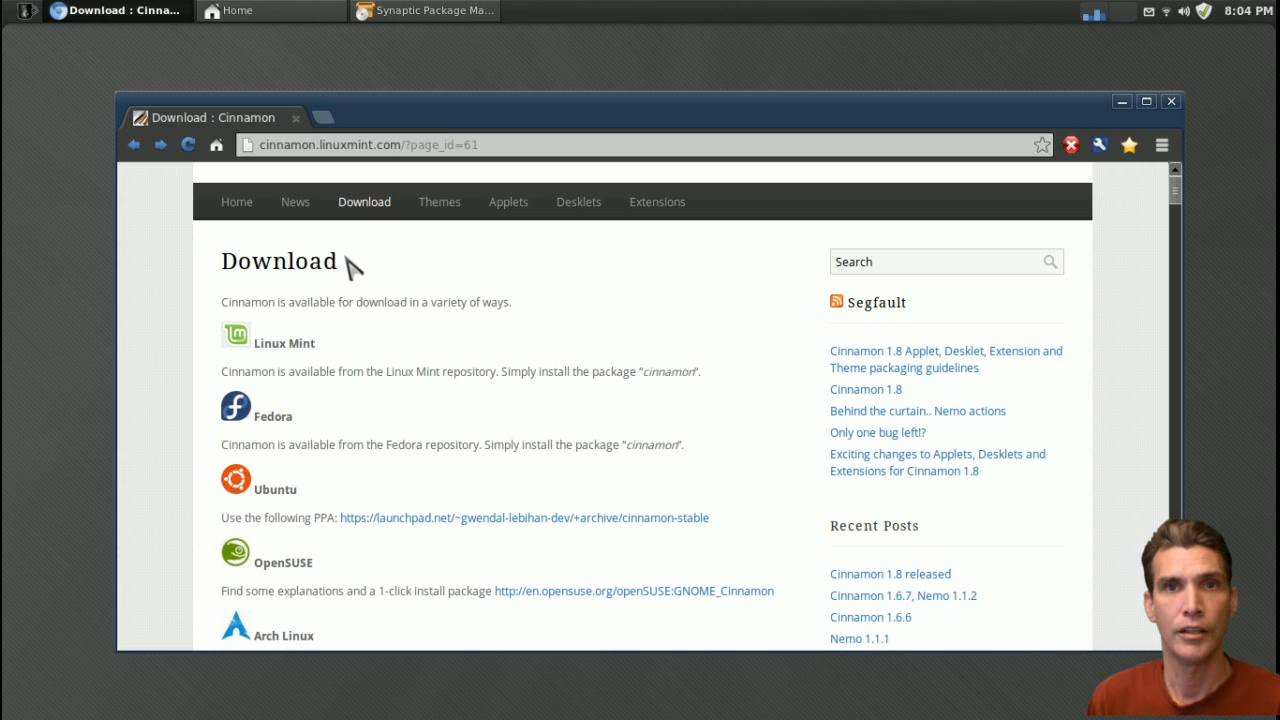 Download : Cinna...
Home
Synaptic Package Ma...
8:04 PM
Download : Cinnamon
cinnamon.linuxmint.com/?page_id=61
Home News Download Themes Applets Desklets Extensions
Download
Cinnamon is available for download in a variety of ways.
Linux Mint
Cinnamon is available from the Linux Mint repository. Simply install the package “cinnamon“.
Fedora
Cinnamon is available from the Fedora repository. Simply install the package “cinnamon“.
Ubuntu
Use the following PPA: https://launchpad.net/~gwendal-lebihan-dev/+archive/cinnamon-stable
OpenSUSE
Find some explanations and a 1-click install package http://en.opensuse.org/openSUSE:GNOME_Cinnamon
Arch Linux
Search
Segfault
Cinnamon 1.8 Applet, Desklet, Extension and
Theme packaging guidelines
Cinnamon 1.8
Behind the curtain.. Nemo actions
Only one bug left!?
Exciting changes to Applets, Desklets and
Extensions for Cinnamon 1.8
Recent Posts
Cinnamon 1.8 released
Cinnamon 1.6.7, Nemo 1.1.2
Cinnamon 1.6.6
Nemo 1.1.1